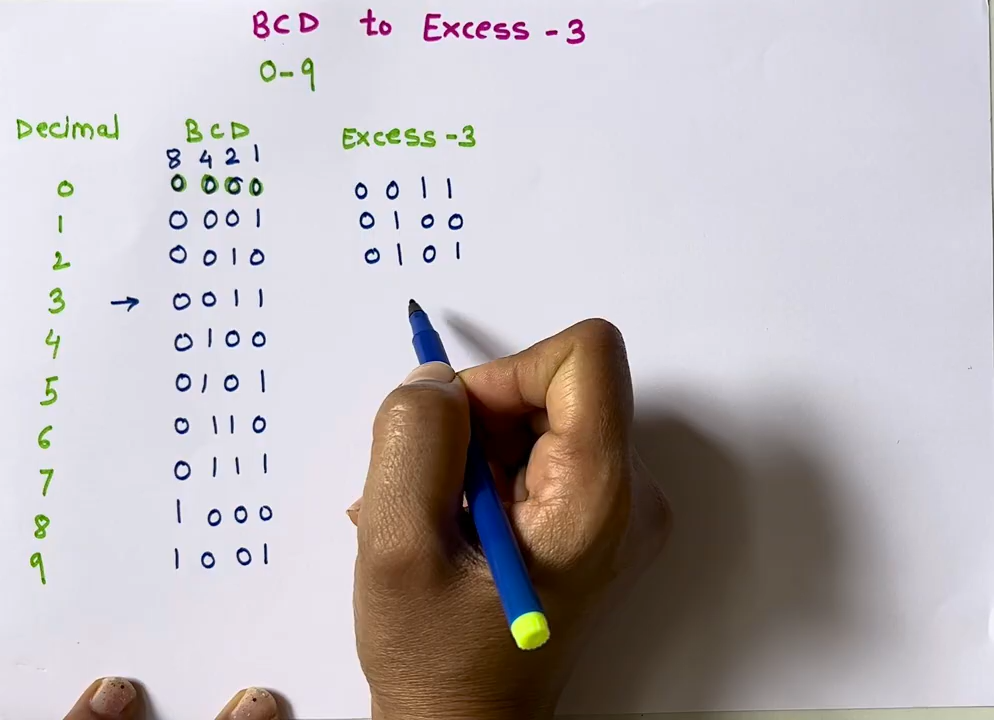 BCD to Excess-3
0-9
Decimal BCD Excess-3
8 4 2 1
0 0 0 0 0 0 0 1 1
1 0 0 0 1 0 1 0 0
2 0 0 1 0 0 1 0 1
3 → 0 0 1 1
4 0 1 0 0
5 0 1 0 1
6 0 1 1 0
7 0 1 1 1
8 1 0 0 0
9 1 0 0 1